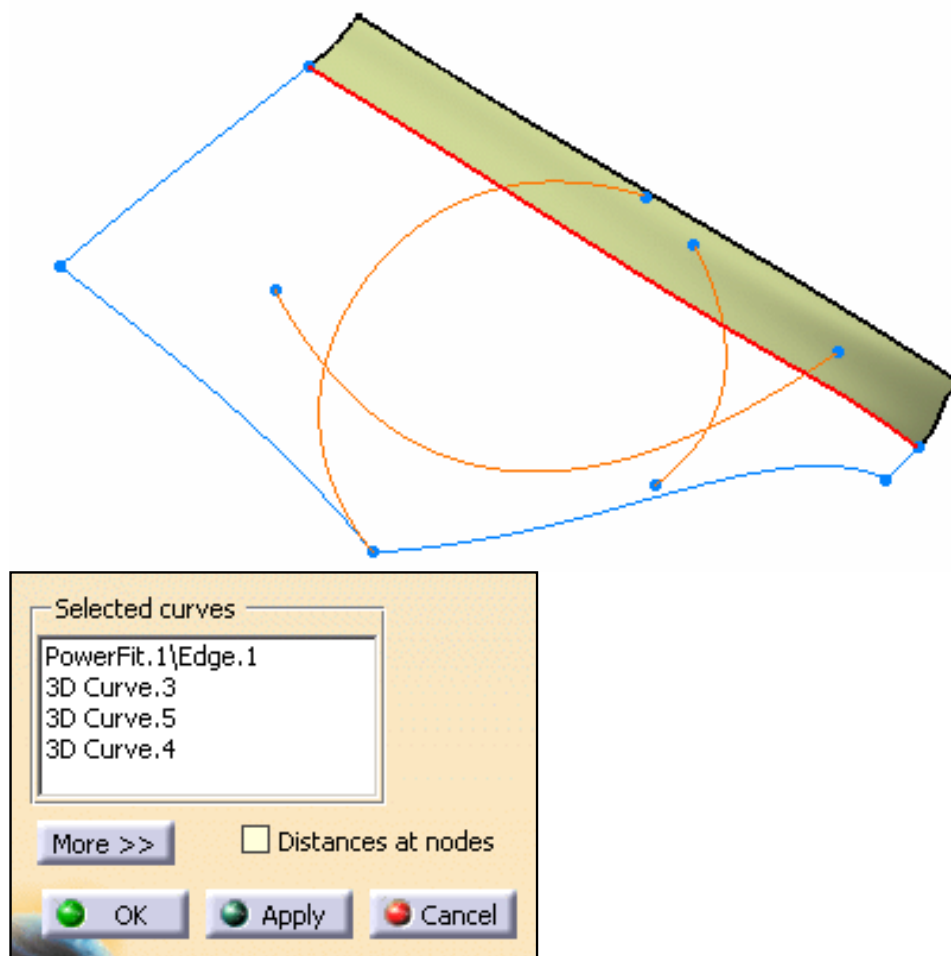 Selected curves
PowerFit.1\Edge.1
3D Curve.3
3D Curve.5
3D Curve.4
More >> Distances at nodes
OK Apply Cancel